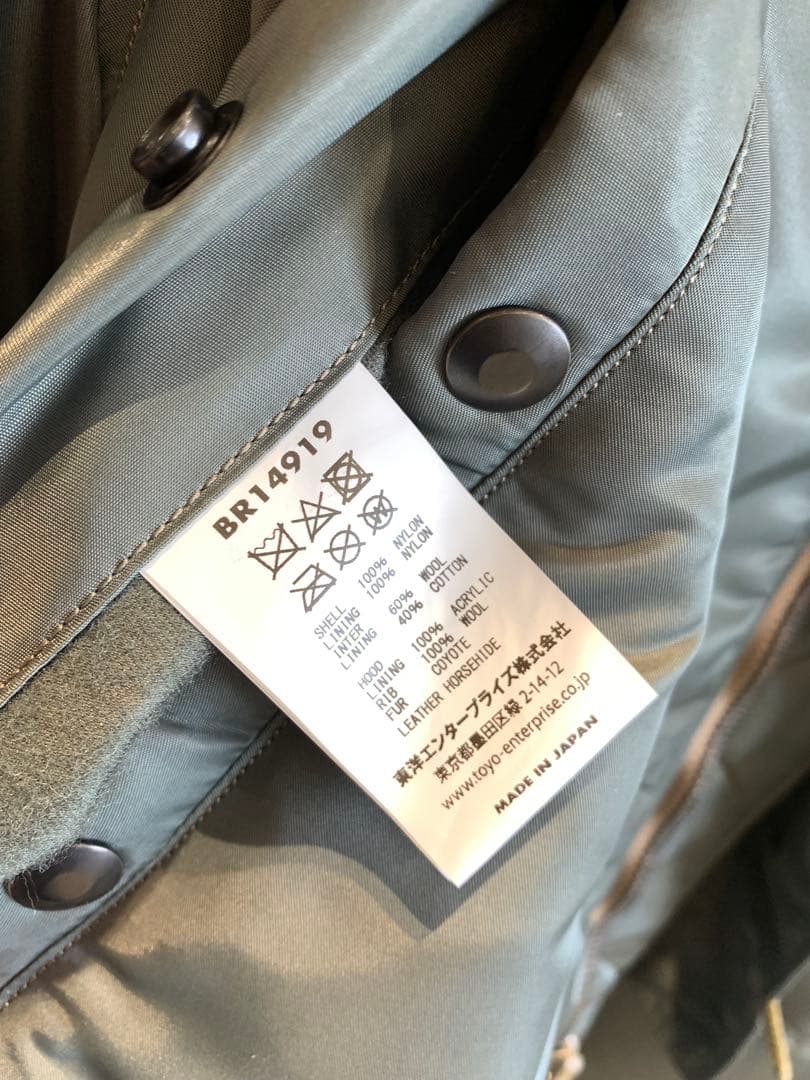 BR14919
SHELL 100% NYLON
LINING 100% NYLON
INTER LINING 60% WOOL
40% COTTON
HOOD LINING 100% ACRYLIC
RIB 100% WOOL
FUR COYOTE
LEATHER HORSEHIDE
東洋エンタープライズ株式会社
東京都墨田区緑 2-14-12
www.toyo-enterprise.co.jp
MADE IN JAPAN